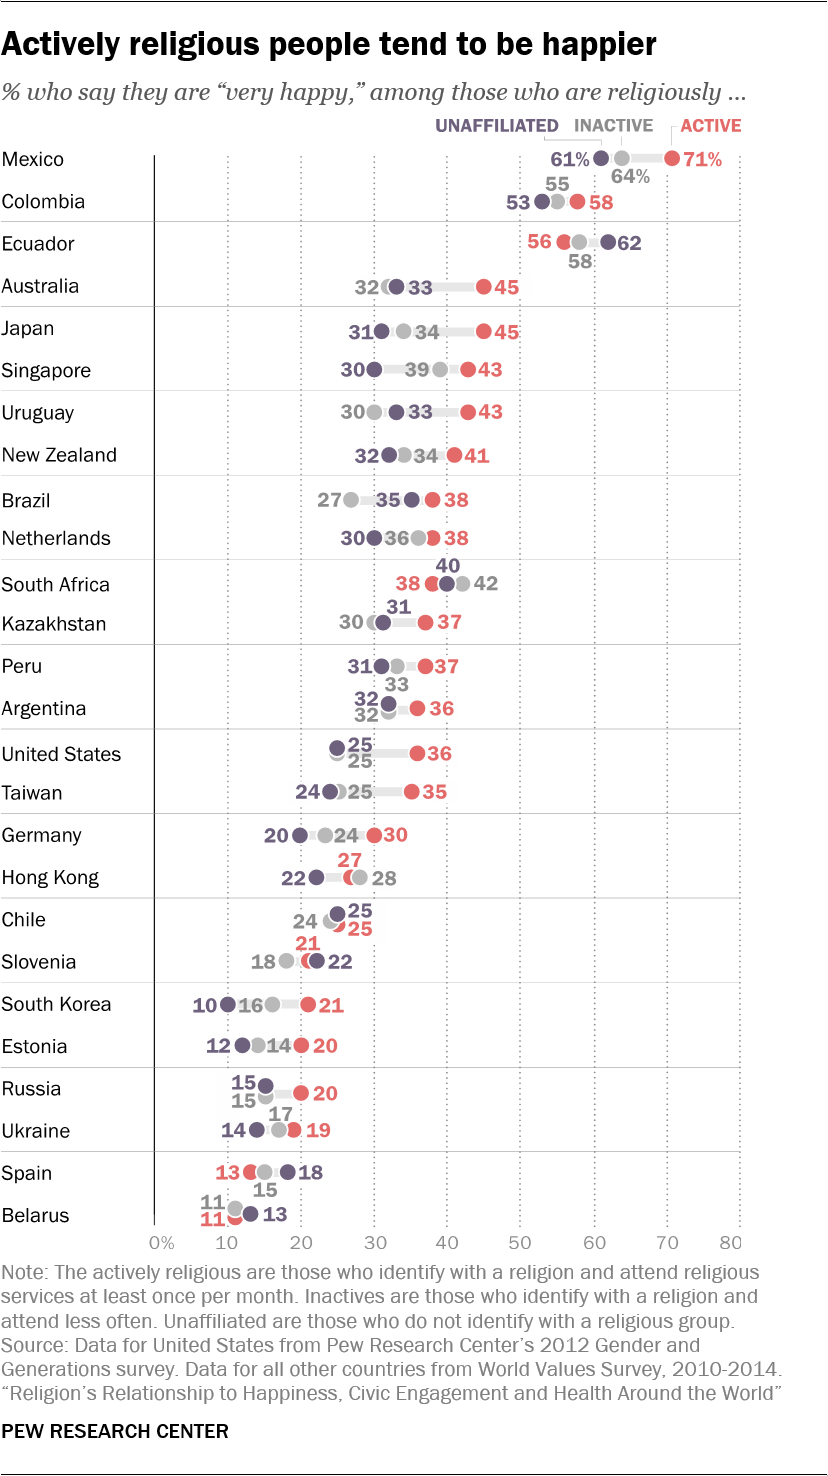 Actively religious people tend to be happier
% who say they are “very happy,” among those who are religiously ...
UNAFFILIATED INACTIVE ACTIVE
Mexico 61% 64% 71%
Colombia 53 55 58
Ecuador 56 58 62
Australia 32 33 45
Japan 31 34 45
Singapore 30 39 43
Uruguay 30 33 43
New Zealand 32 34 41
Brazil 27 35 38
Netherlands 30 36 38
South Africa 38 40 42
Kazakhstan 30 31 37
Peru 31 33 37
Argentina 32 32 36
United States 25 25 36
Taiwan 24 25 35
Germany 20 24 30
Hong Kong 22 27 28
Chile 24 25 25
Slovenia 18 21 22
South Korea 10 16 21
Estonia 12 14 20
Russia 15 15 20
Ukraine 14 17 19
Spain 13 15 18
Belarus 11 11 13
0% 10 20 30 40 50 60 70 80
Note: The actively religious are those who identify with a religion and attend religious
services at least once per month. Inactives are those who identify with a religion and
attend less often. Unaffiliated are those who do not identify with a religious group.
Source: Data for United States from Pew Research Center’s 2012 Gender and
Generations survey. Data for all other countries from World Values Survey, 2010-2014.
“Religion’s Relationship to Happiness, Civic Engagement and Health Around the World”
PEW RESEARCH CENTER